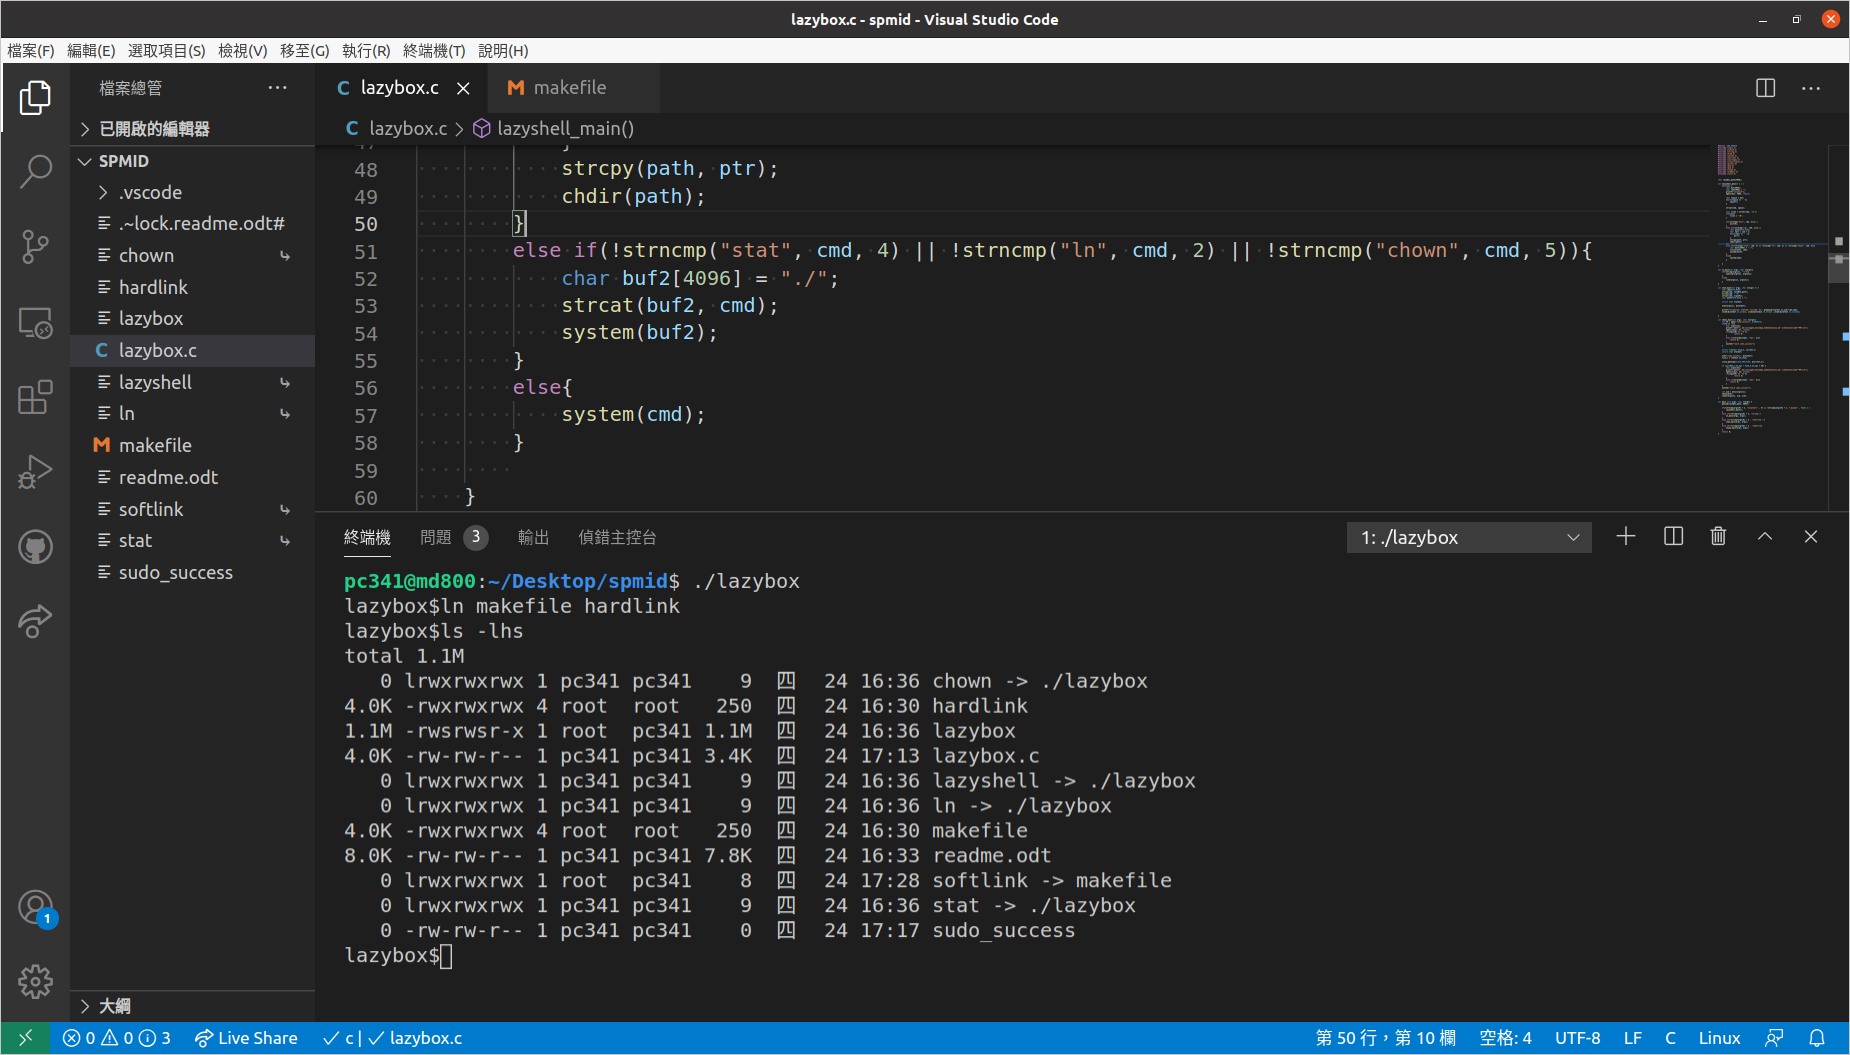 lazybox.c - spmid - Visual Studio Code
檔案(F) 編輯(E) 選取項目(S) 檢視(V) 移至(G) 執行(R) 終端機(T) 說明(H)
檔案總管
已開啟的編輯器
SPMID
.vscode
.~lock.readme.odt#
chown
hardlink
lazybox
lazybox.c
lazyshell
ln
makefile
readme.odt
softlink
stat
sudo_success
大綱
1
lazybox.c
makefile
lazybox.c > lazyshell_main()
47 }
48 strcpy(path, ptr);
49 chdir(path);
50 }
51 else if(!strncmp("stat", cmd, 4) || !strncmp("ln", cmd, 2) || !strncmp("chown", cmd, 5)){
52 char buf2[4096] = "./";
53 strcat(buf2, cmd);
54 system(buf2);
55 }
56 else{
57 system(cmd);
58 }
59
60 }
終端機 問題 3 輸出 偵錯主控台
1: ./lazybox
pc341@md800:~/Desktop/spmid$ ./lazybox
lazybox$ln makefile hardlink
lazybox$ls -lhs
total 1.1M
0 lrwxrwxrwx 1 pc341 pc341 9 四 24 16:36 chown -> ./lazybox
4.0K -rwxrwxrwx 4 root root 250 四 24 16:30 hardlink
1.1M -rwsrwsr-x 1 root pc341 1.1M 四 24 16:36 lazybox
4.0K -rw-rw-r-- 1 pc341 pc341 3.4K 四 24 17:13 lazybox.c
0 lrwxrwxrwx 1 pc341 pc341 9 四 24 16:36 lazyshell -> ./lazybox
0 lrwxrwxrwx 1 pc341 pc341 9 四 24 16:36 ln -> ./lazybox
4.0K -rwxrwxrwx 4 root root 250 四 24 16:30 makefile
8.0K -rw-rw-r-- 1 pc341 pc341 7.8K 四 24 16:33 readme.odt
0 lrwxrwxrwx 1 root pc341 8 四 24 17:28 softlink -> makefile
0 lrwxrwxrwx 1 pc341 pc341 9 四 24 16:36 stat -> ./lazybox
0 -rw-rw-r-- 1 pc341 pc341 0 四 24 17:17 sudo_success
lazybox$
0 0 3 Live Share ✓ c | ✓ lazybox.c 第 50 行，第 10 欄 空格: 4 UTF-8 LF C Linux